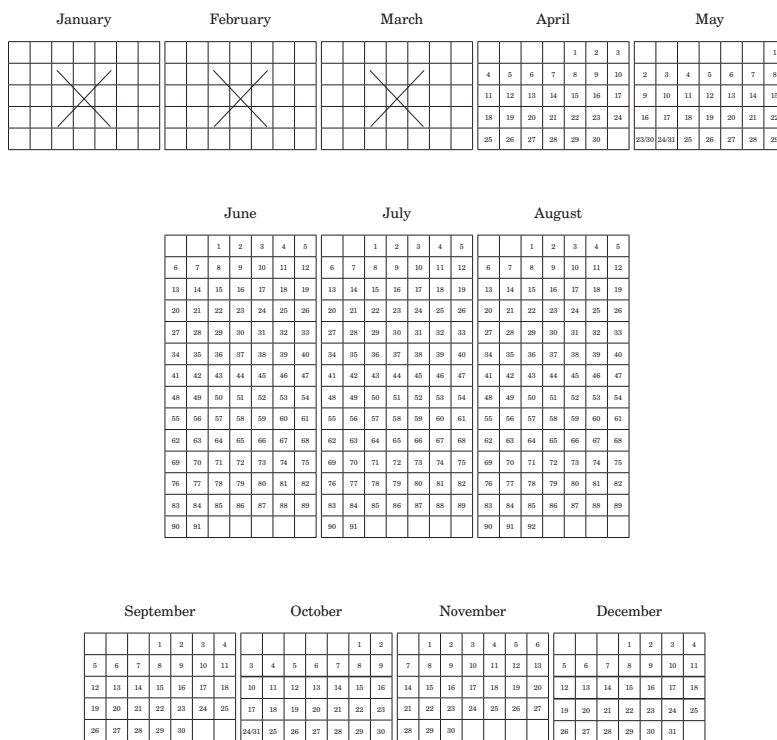 January
February
March
April
1 2 3
4 5 6 7 8 9 10
11 12 13 14 15 16 17
18 19 20 21 22 23 24
25 26 27 28 29 30
May
1
2 3 4 5 6 7 8
9 10 11 12 13 14 15
16 17 18 19 20 21 22
23/30 24/31 25 26 27 28 29
June
1 2 3 4 5
6 7 8 9 10 11 12
13 14 15 16 17 18 19
20 21 22 23 24 25 26
27 28 29 30 31 32 33
34 35 36 37 38 39 40
41 42 43 44 45 46 47
48 49 50 51 52 53 54
55 56 57 58 59 60 61
62 63 64 65 66 67 68
69 70 71 72 73 74 75
76 77 78 79 80 81 82
83 84 85 86 87 88 89
90 91
July
1 2 3 4 5
6 7 8 9 10 11 12
13 14 15 16 17 18 19
20 21 22 23 24 25 26
27 28 29 30 31 32 33
34 35 36 37 38 39 40
41 42 43 44 45 46 47
48 49 50 51 52 53 54
55 56 57 58 59 60 61
62 63 64 65 66 67 68
69 70 71 72 73 74 75
76 77 78 79 80 81 82
83 84 85 86 87 88 89
90 91
August
1 2 3 4 5
6 7 8 9 10 11 12
13 14 15 16 17 18 19
20 21 22 23 24 25 26
27 28 29 30 31 32 33
34 35 36 37 38 39 40
41 42 43 44 45 46 47
48 49 50 51 52 53 54
55 56 57 58 59 60 61
62 63 64 65 66 67 68
69 70 71 72 73 74 75
76 77 78 79 80 81 82
83 84 85 86 87 88 89
90 91 92
September
1 2 3 4
5 6 7 8 9 10 11
12 13 14 15 16 17 18
19 20 21 22 23 24 25
26 27 28 29 30
October
1 2
3 4 5 6 7 8 9
10 11 12 13 14 15 16
17 18 19 20 21 22 23
24/31 25 26 27 28 29 30
November
1 2 3 4 5 6
7 8 9 10 11 12 13
14 15 16 17 18 19 20
21 22 23 24 25 26 27
28 29 30
December
1 2 3 4
5 6 7 8 9 10 11
12 13 14 15 16 17 18
19 20 21 22 23 24 25
26 27 28 29 30 31